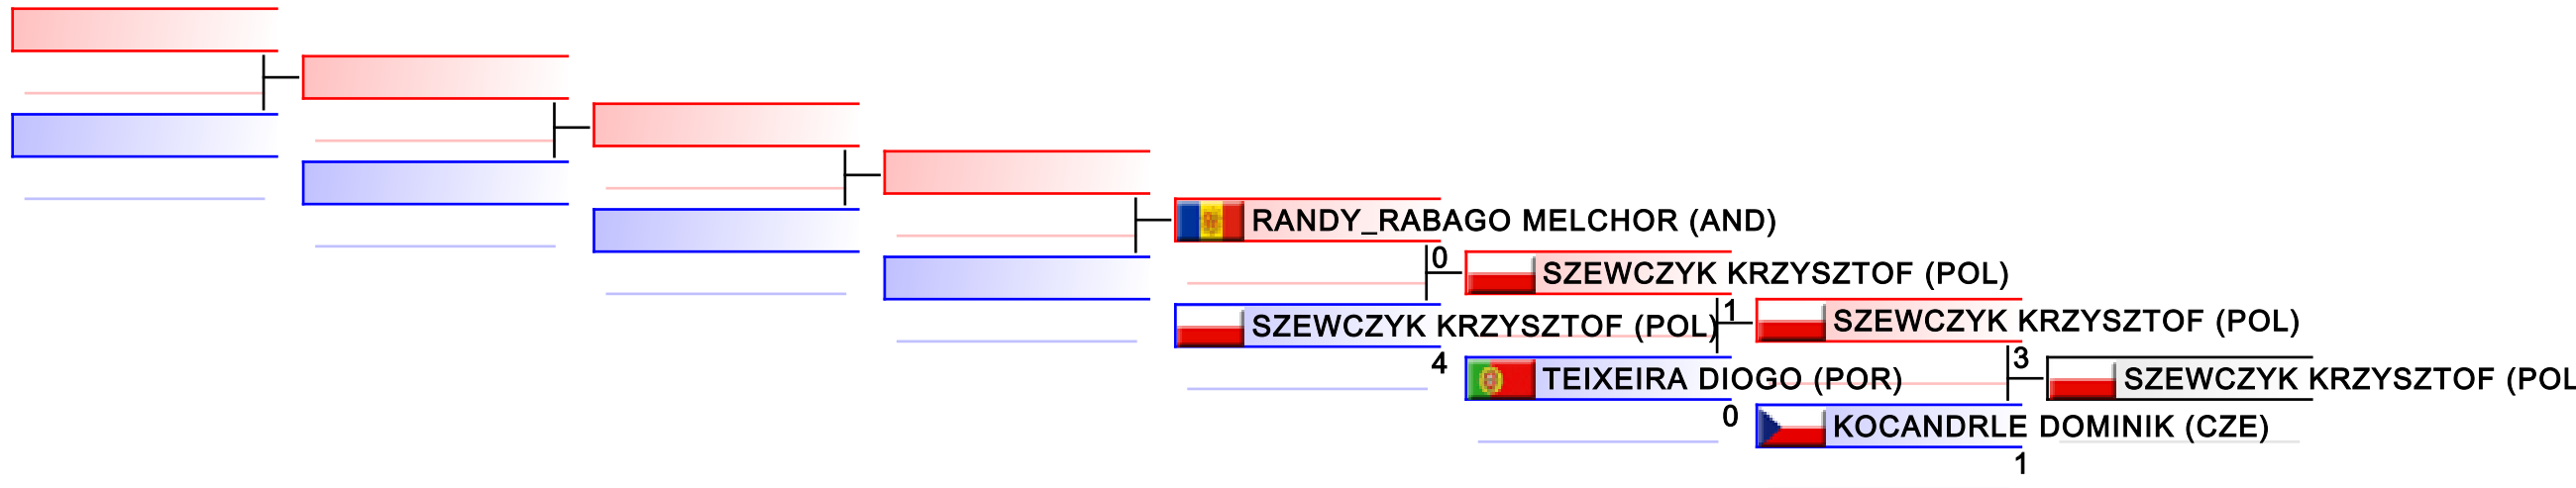 RANDY_RABAGO MELCHOR (AND)
0
SZEWCZYK KRZYSZTOF (POL)
SZEWCZYK KRZYSZTOF (POL)
4
1
SZEWCZYK KRZYSZTOF (POL)
TEIXEIRA DIOGO (POR)
0
3
SZEWCZYK KRZYSZTOF (POL
KOCANDRLE DOMINIK (CZE)
1